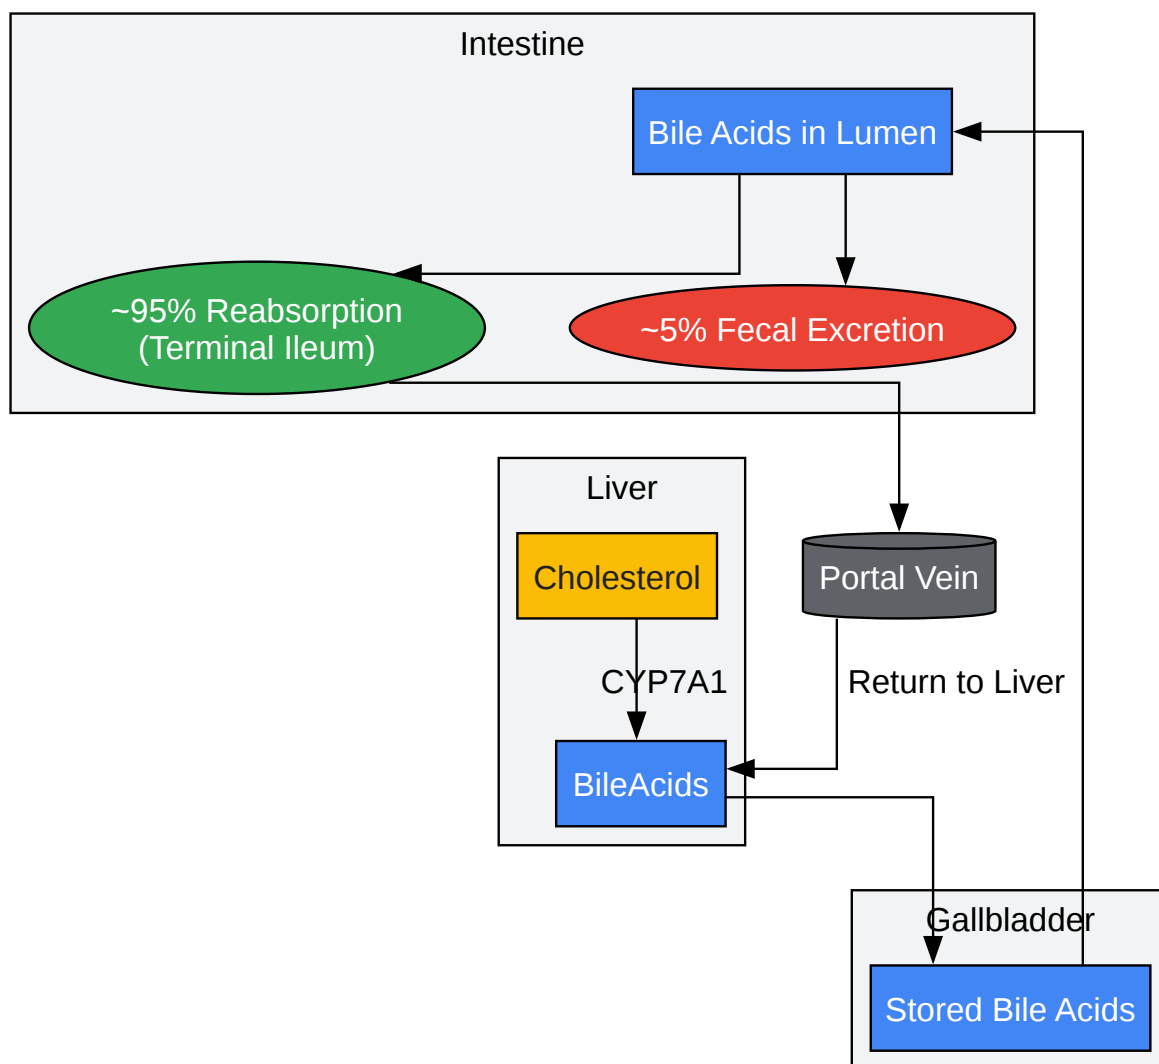 Intestine
Bile Acids in Lumen
~95% Reabsorption
(Terminal Ileum)
~5% Fecal Excretion
Liver
Cholesterol
Portal Vein
CYP7A1
Return to Liver
BileAcids
Gallbladder
Stored Bile Acids